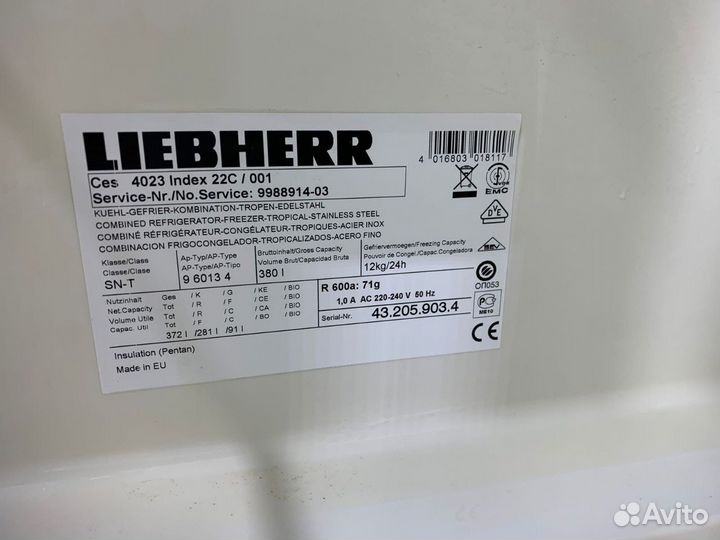 LIEBHERR
4 016803 018117
Ces 4023 Index 22C / 001
Service-Nr./No.Service: 9988914-03
KUEHL-GEFRIER-KOMBINATION-TROPEN-EDELSTAHL
COMBINED REFRIGERATOR-FREEZER-TROPICAL-STAINLESS STEEL
COMBINÉ RÉFRIGÉRATEUR-CONGÉLATEUR-TROPIQUES-ACIER INOX
COMBINACION FRIGOCONGELADOR-TROPICALIZADOS-ACERO FINO
EMC
VDE
SEV
ОП053
ME10
Klasse/Class Ap-Typ/AP-Type Bruttoinhalt/Gross Capacity Gefriervermoegen/Freezing Capacity
Classe/Clase AP-Type/AP-Tipo Volume Brut/Capacidad Bruta Pouvoir de Congel./Cap.Congeladora
SN-T 9 6013 4 380 l 12kg/24h
Nutzinhalt Ges / K / G / KE / BIO
Net.Capacity Tot / R / F / CE / BIO
Volume Utile Tot / R / C / CA / BIO
Capac. Util Tot / F / C / BO / BIO
372 l /281 l /91 l
R 600a: 71g
1,0 A AC 220-240 V 50 Hz
Serial-Nr. 43.205.903.4
Insulation (Pentan)
Made in EU
Avito